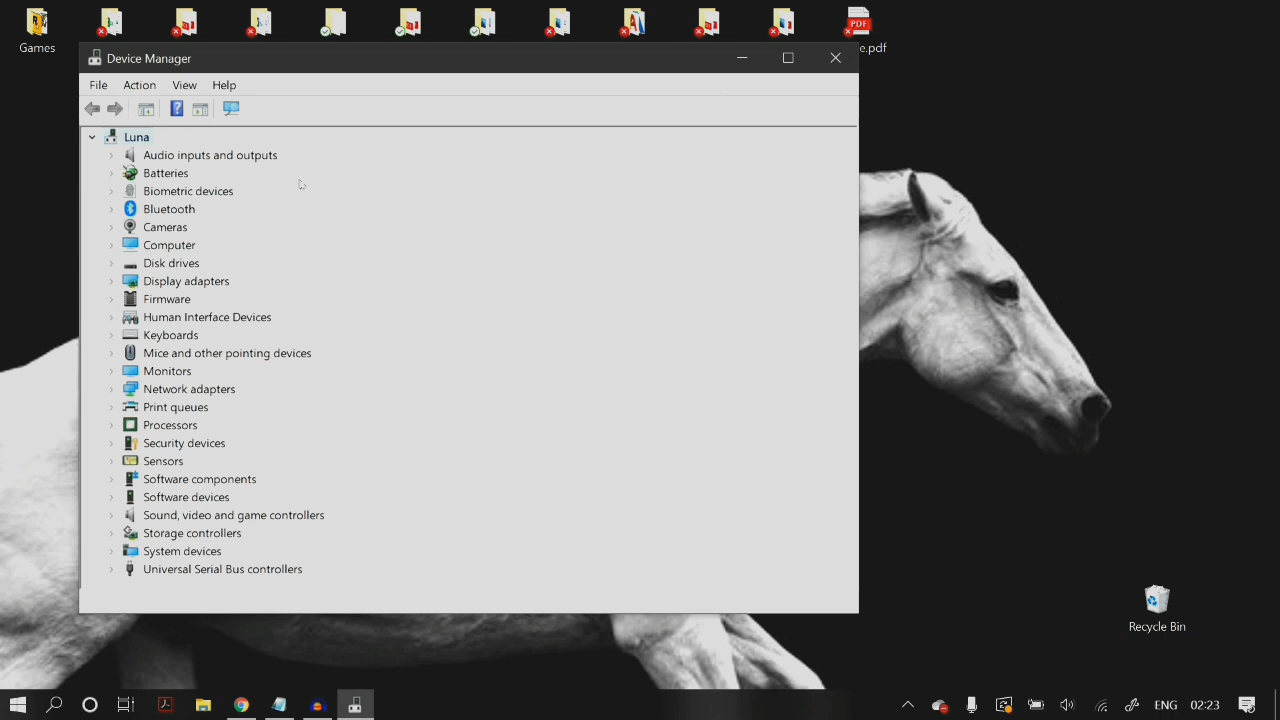 Games
PDF
e.pdf
Device Manager
File Action View Help
Luna
Audio inputs and outputs
Batteries
Biometric devices
Bluetooth
Cameras
Computer
Disk drives
Display adapters
Firmware
Human Interface Devices
Keyboards
Mice and other pointing devices
Monitors
Network adapters
Print queues
Processors
Security devices
Sensors
Software components
Software devices
Sound, video and game controllers
Storage controllers
System devices
Universal Serial Bus controllers
Recycle Bin
ENG 02:23